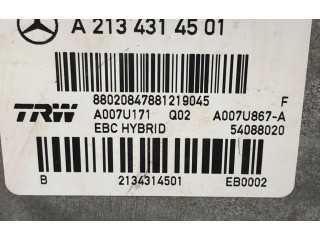 A 213 431 45 01
88020847881219045 F
TRW A007U171 Q02 A007U867-A
EBC HYBRID 54088020
B 2134314501 EB0002